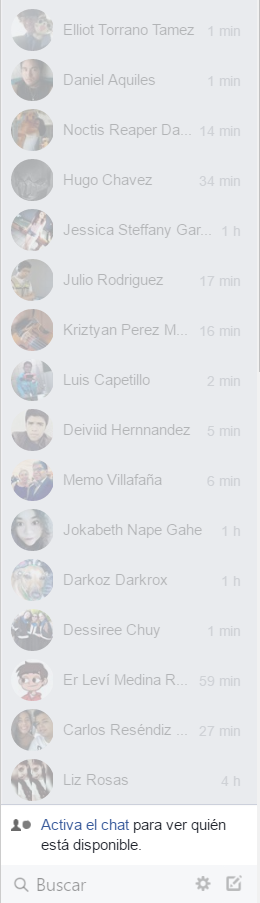 Elliot Torrano Tamez 1 min
Daniel Aquiles 1 min
Noctis Reaper Da... 14 min
Hugo Chavez 34 min
Jessica Steffany Gar... 1 h
Julio Rodriguez 17 min
Kriztyan Perez M... 16 min
Luis Capetillo 2 min
Deiviid Hernnandez 5 min
Memo Villafaña 6 min
Jokabeth Nape Gahe 1 h
Darkoz Darkrox 1 h
Dessiree Chuy 1 min
Er Leví Medina R... 59 min
Carlos Reséndiz ... 27 min
Liz Rosas 4 h
Activa el chat para ver quién
está disponible.
Buscar